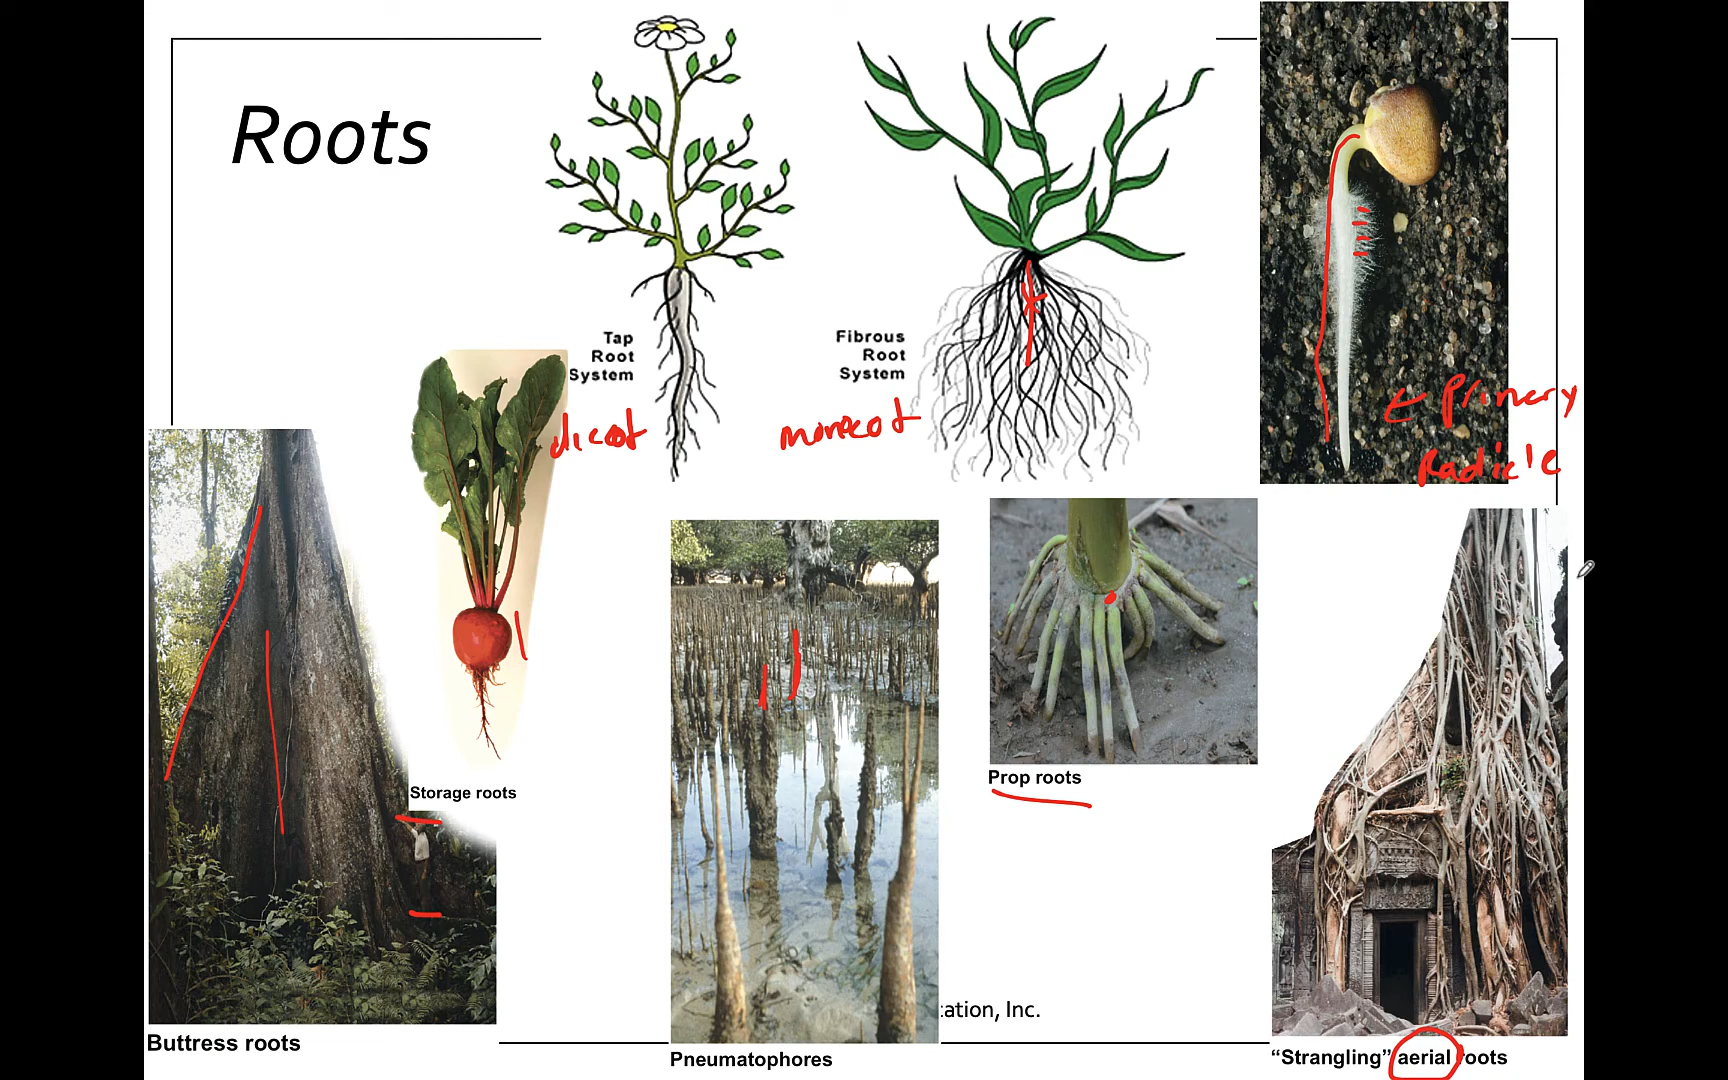 Roots
Tap
Root
System
dicot
Fibrous
Root
System
monocot
← Primary
Radicle
Storage roots
Prop roots
cation, Inc.
Buttress roots
Pneumatophores
“Strangling” aerial roots